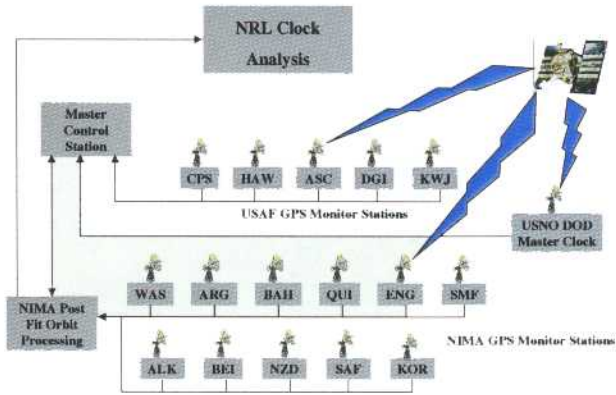 NRL Clock
Analysis
Master
Control
Station
CPS HAW ASC DGI KWJ
USAF GPS Monitor Stations
USNO DOD
Master Clock
WAS ARG BAH QUI ENG SMF
NIMA Post
Fit Orbit
Processing
NIMA GPS Monitor Stations
ALK BEI NZD SAF KOR